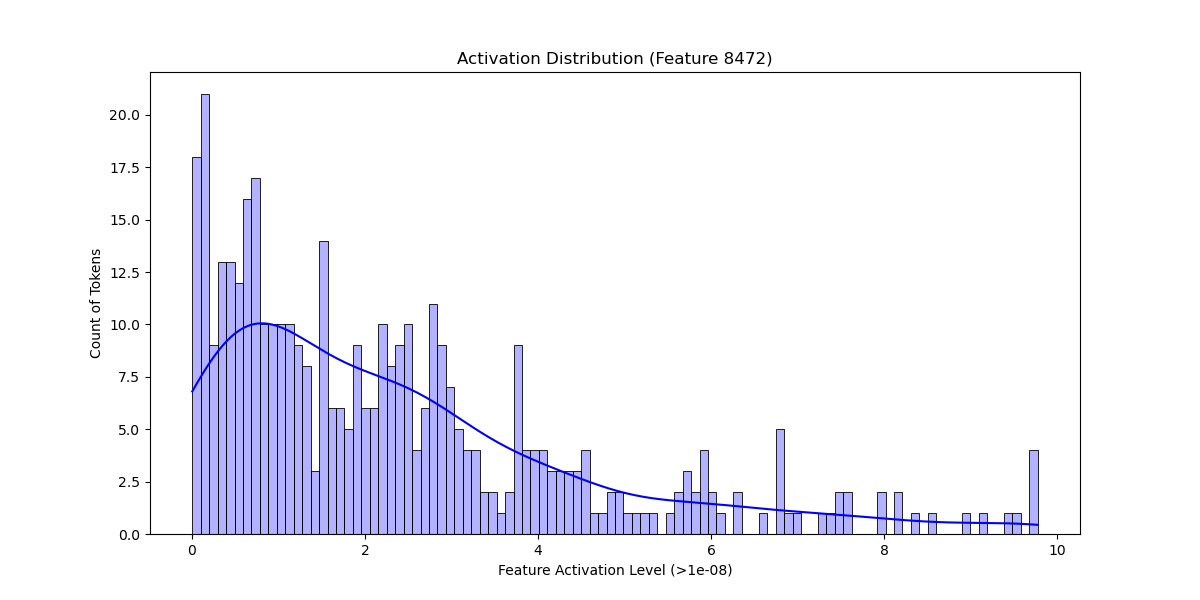 Activation Distribution (Feature 8472)
20.0
17.5
15.0
12.5
10.0
7.5
5.0
2.5
0.0
Count of Tokens
0 2 4 6 8 10
Feature Activation Level (>1e-08)